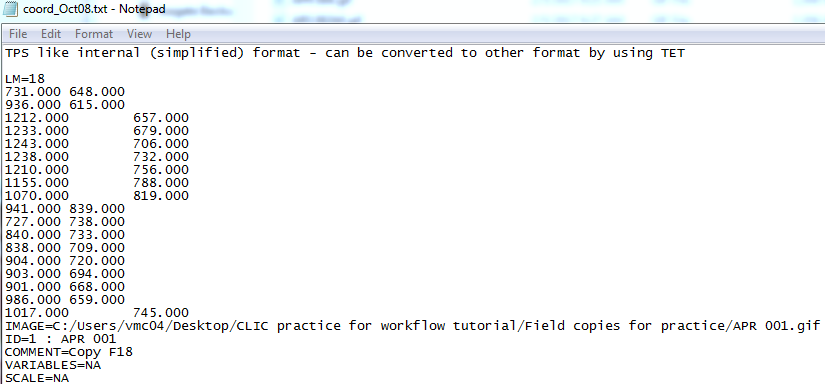 coord_Oct08.txt - Notepad
File Edit Format View Help
TPS like internal (simplified) format - can be converted to other format by using TET
LM=18
731.000 648.000
936.000 615.000
1212.000 657.000
1233.000 679.000
1243.000 706.000
1238.000 732.000
1210.000 756.000
1155.000 788.000
1070.000 819.000
941.000 839.000
727.000 738.000
840.000 733.000
838.000 709.000
904.000 720.000
903.000 694.000
901.000 668.000
986.000 659.000
1017.000 745.000
IMAGE=C:/Users/vmc04/Desktop/CLIC practice for workflow tutorial/Field copies for practice/APR 001.gif
ID=1 : APR 001
COMMENT=Copy F18
VARIABLES=NA
SCALE=NA